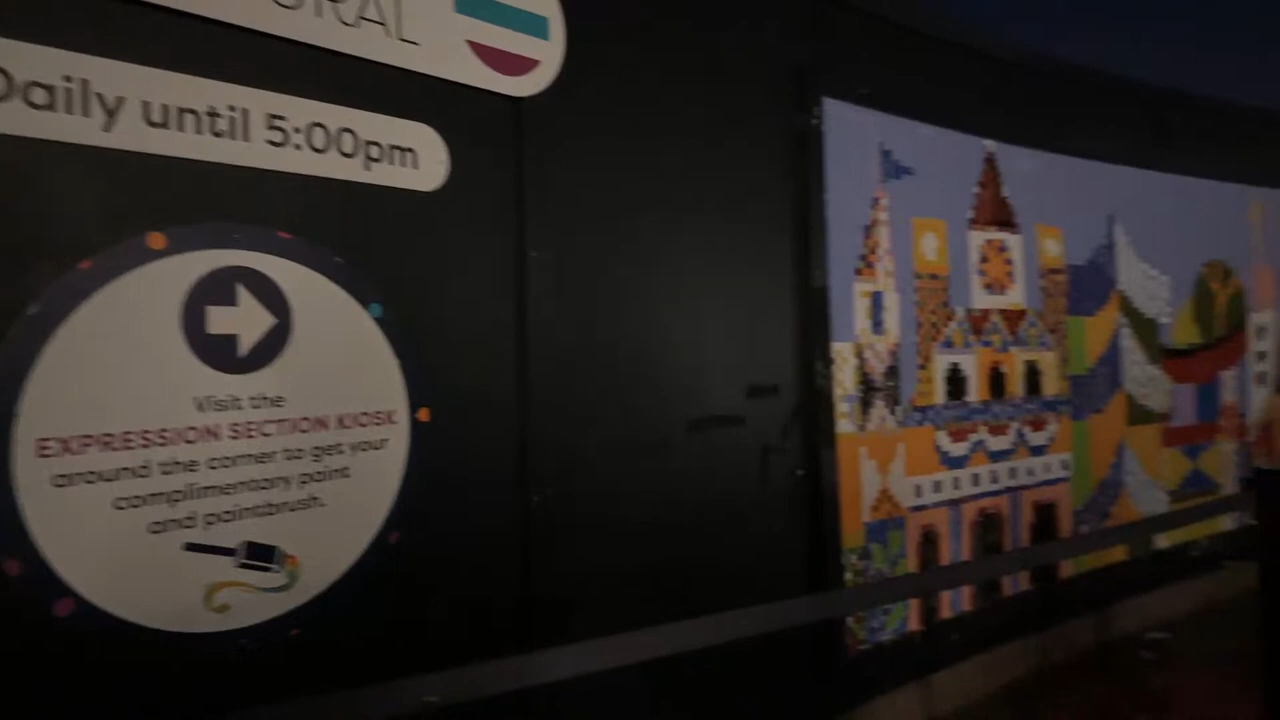 Daily until 5:00pm
Visit the
EXPRESSION SECTION KIOSK
around the corner to get your
complimentary paint
and paintbrush.